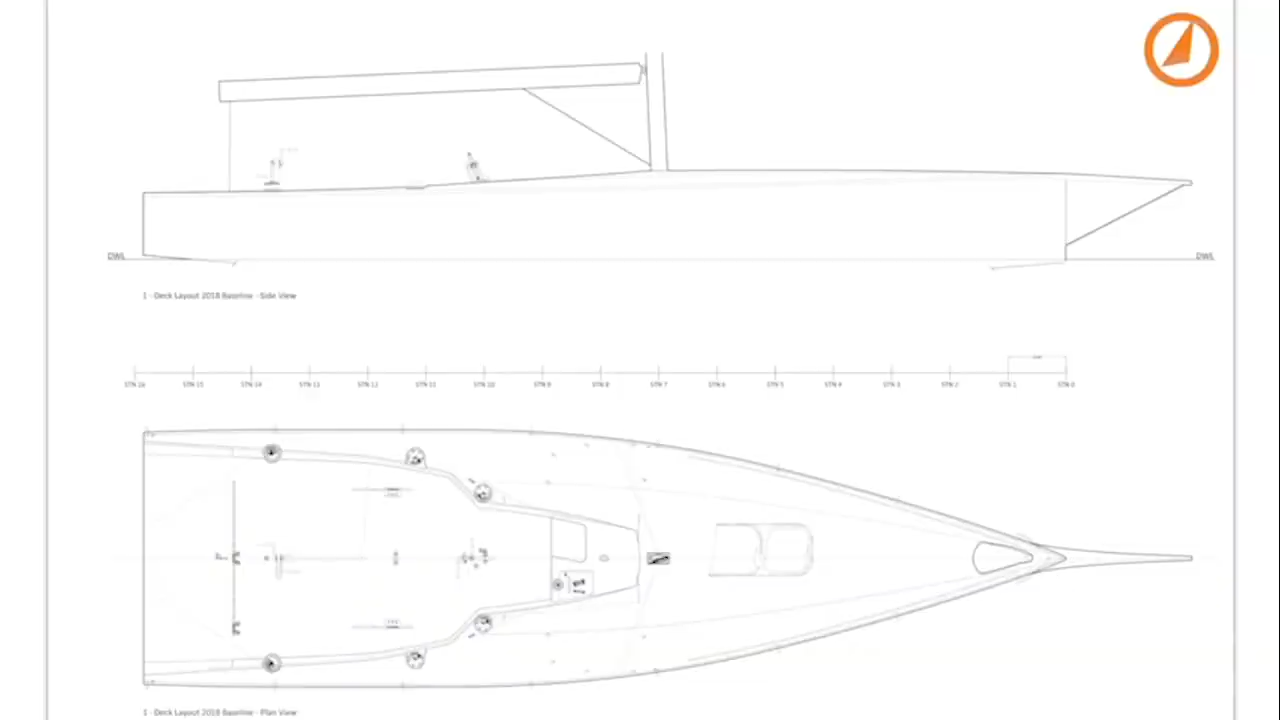 DWL
DWL
1 - Deck Layout 2018 Baseline - Side View
STN 16 STN 15 STN 14 STN 13 STN 12 STN 11 STN 10 STN 9 STN 8 STN 7 STN 6 STN 5 STN 4 STN 3 STN 2 STN 1 STN 0
1 - Deck Layout 2018 Baseline - Plan View